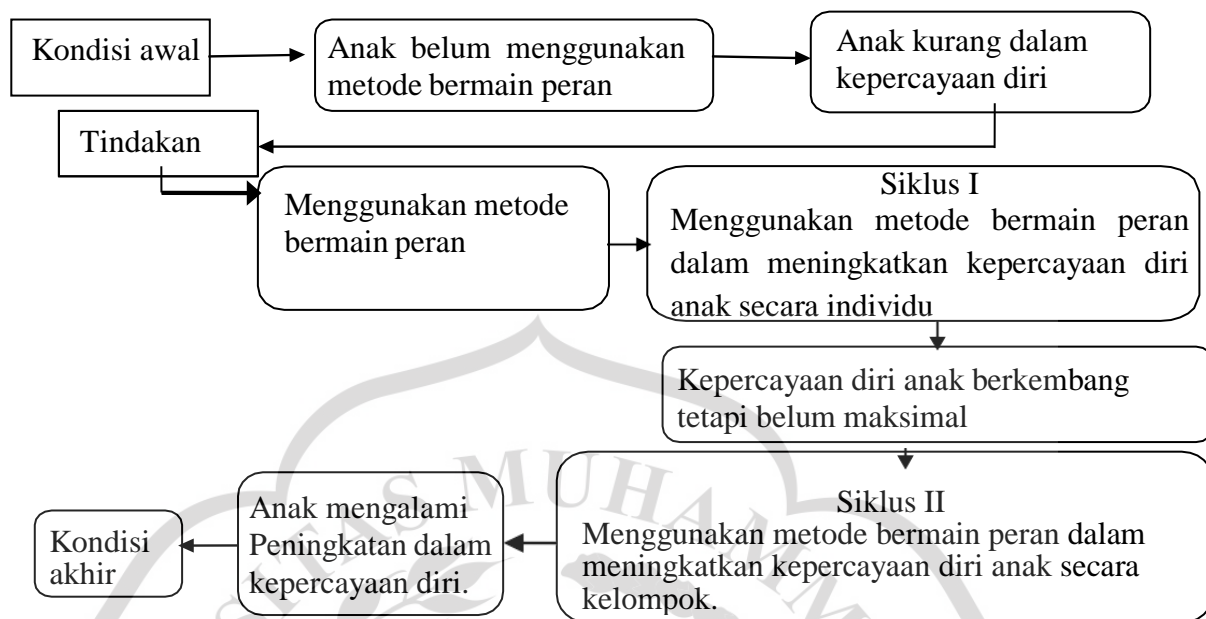 Kondisi awal
Anak belum menggunakan
metode bermain peran
Anak kurang dalam
kepercayaan diri
Tindakan
Menggunakan metode
bermain peran
Siklus I
Menggunakan metode bermain peran
dalam meningkatkan kepercayaan diri
anak secara individu
Kepercayaan diri anak berkembang
tetapi belum maksimal
Siklus II
Menggunakan metode bermain peran dalam
meningkatkan kepercayaan diri anak secara
kelompok.
Anak mengalami
Peningkatan dalam
kepercayaan diri.
Kondisi
akhir